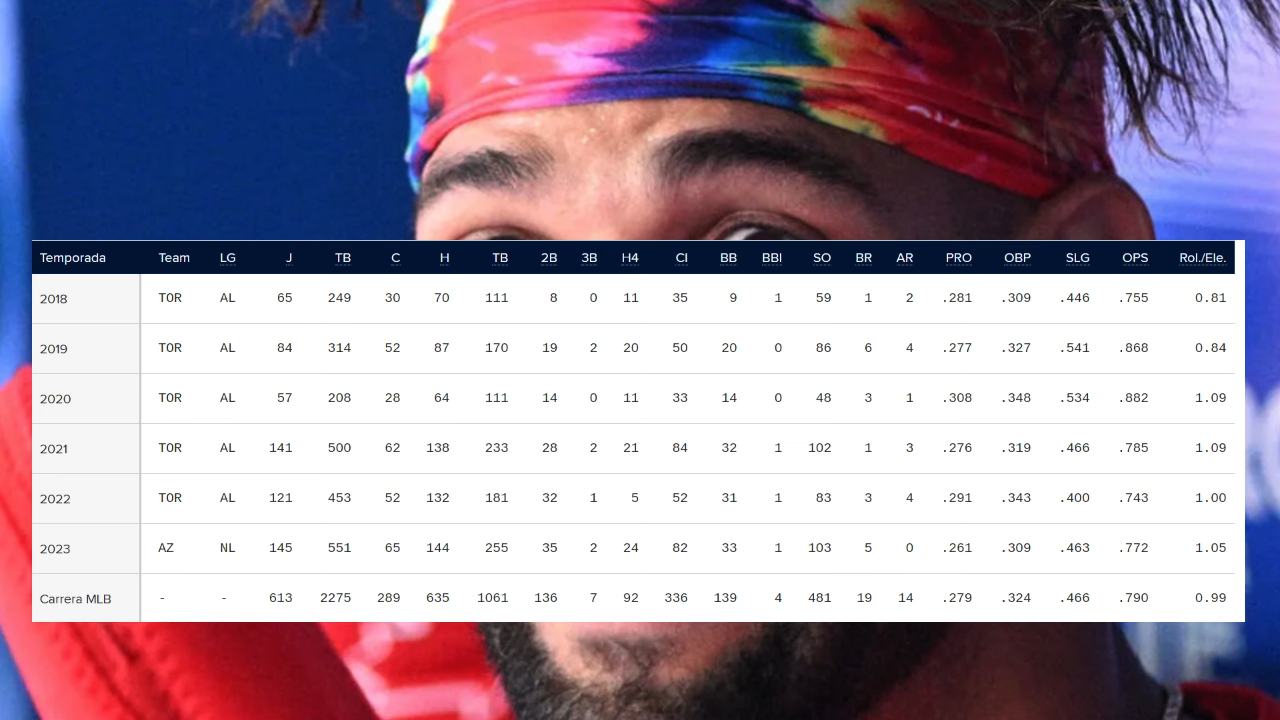 Temporada Team LG J TB C H TB 2B 3B H4 CI BB BBI SO BR AR PRO OBP SLG OPS Rol./Ele.
2018 TOR AL 65 249 30 70 111 8 0 11 35 9 1 59 1 2 .281 .309 .446 .755 0.81
2019 TOR AL 84 314 52 87 170 19 2 20 50 20 0 86 6 4 .277 .327 .541 .868 0.84
2020 TOR AL 57 208 28 64 111 14 0 11 33 14 0 48 3 1 .308 .348 .534 .882 1.09
2021 TOR AL 141 500 62 138 233 28 2 21 84 32 1 102 1 3 .276 .319 .466 .785 1.09
2022 TOR AL 121 453 52 132 181 32 1 5 52 31 1 83 3 4 .291 .343 .400 .743 1.00
2023 AZ NL 145 551 65 144 255 35 2 24 82 33 1 103 5 0 .261 .309 .463 .772 1.05
Carrera MLB - - 613 2275 289 635 1061 136 7 92 336 139 4 481 19 14 .279 .324 .466 .790 0.99